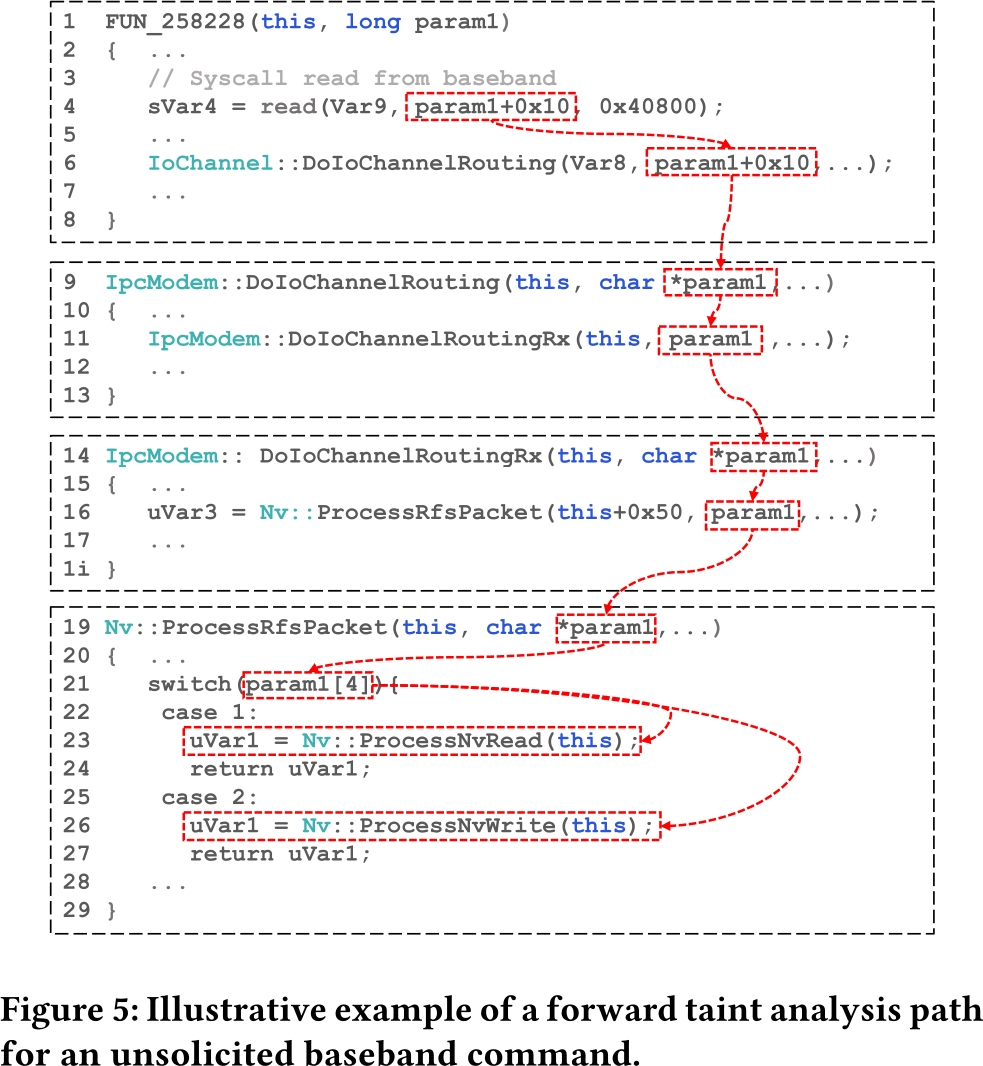 1 FUN_258228(this, long param1)
2 { ...
3 // Syscall read from baseband
4 sVar4 = read(Var9, param1+0x10, 0x40800);
5 ...
6 IoChannel::DoIoChannelRouting(Var8, param1+0x10,...);
7 ...
8 }
9 IpcModem::DoIoChannelRouting(this, char *param1,...)
10 { ...
11 IpcModem::DoIoChannelRoutingRx(this, param1 ,...);
12 ...
13 }
14 IpcModem:: DoIoChannelRoutingRx(this, char *param1,...)
15 { ...
16 uVar3 = Nv::ProcessRfsPacket(this+0x50, param1,...);
17 ...
1i }
19 Nv::ProcessRfsPacket(this, char *param1,...)
20 { ...
21 switch(param1[4]){
22 case 1:
23 uVar1 = Nv::ProcessNvRead(this);
24 return uVar1;
25 case 2:
26 uVar1 = Nv::ProcessNvWrite(this);
27 return uVar1;
28 ...
29 }
Figure 5: Illustrative example of a forward taint analysis path
for an unsolicited baseband command.